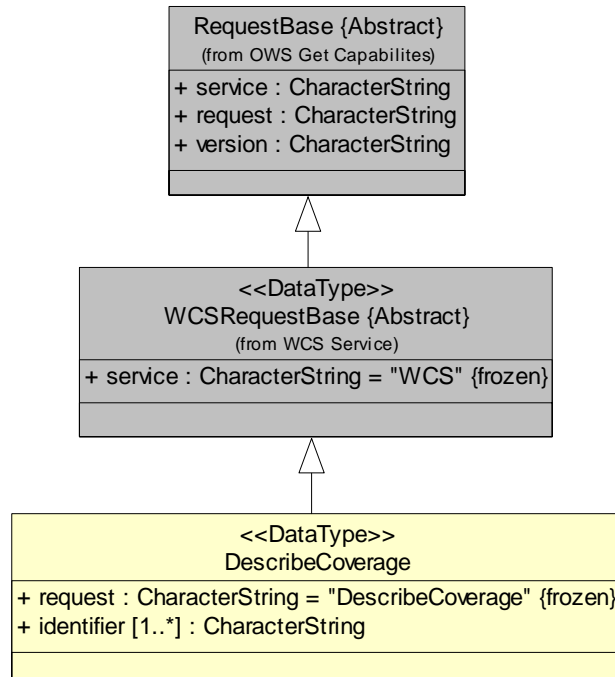 RequestBase {Abstract}
(from OWS Get Capabilites)
+ service : CharacterString
+ request : CharacterString
+ version : CharacterString
<<DataType>>
WCSRequestBase {Abstract}
(from WCS Service)
+ service : CharacterString = "WCS" {frozen}
<<DataType>>
DescribeCoverage
+ request : CharacterString = "DescribeCoverage" {frozen}
+ identifier [1..*] : CharacterString